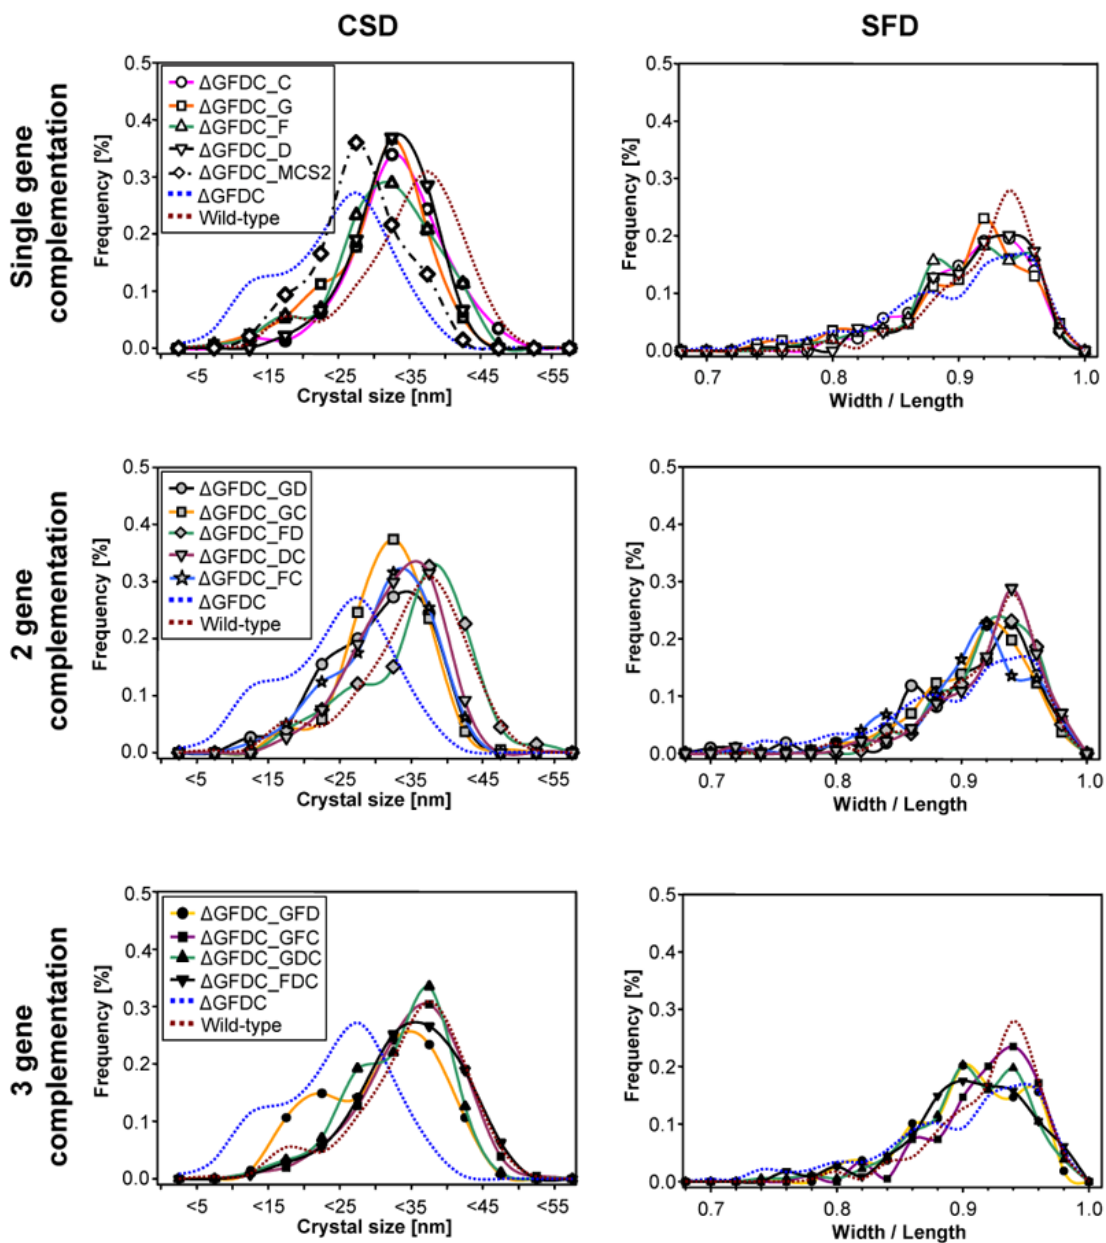 CSD
SFD
Single gene
complementation
Frequency [%]
0.5
0.4
0.3
0.2
0.1
0.0
ΔGFDC_C
ΔGFDC_G
ΔGFDC_F
ΔGFDC_D
ΔGFDC_MCS2
ΔGFDC
Wild-type
<5
<15
<25
<35
<45
<55
Crystal size [nm]
Frequency [%]
0.5
0.4
0.3
0.2
0.1
0.0
0.7
0.8
0.9
1.0
Width / Length
2 gene
complementation
Frequency [%]
0.5
0.4
0.3
0.2
0.1
0.0
ΔGFDC_GD
ΔGFDC_GC
ΔGFDC_FD
ΔGFDC_DC
ΔGFDC_FC
ΔGFDC
Wild-type
<5
<15
<25
<35
<45
<55
Crystal size [nm]
Frequency [%]
0.5
0.4
0.3
0.2
0.1
0.0
0.7
0.8
0.9
1.0
Width / Length
3 gene
complementation
Frequency [%]
0.5
0.4
0.3
0.2
0.1
0.0
ΔGFDC_GFD
ΔGFDC_GFC
ΔGFDC_GDC
ΔGFDC_FDC
ΔGFDC
Wild-type
<5
<15
<25
<35
<45
<55
Crystal size [nm]
Frequency [%]
0.5
0.4
0.3
0.2
0.1
0.0
0.7
0.8
0.9
1.0
Width / Length